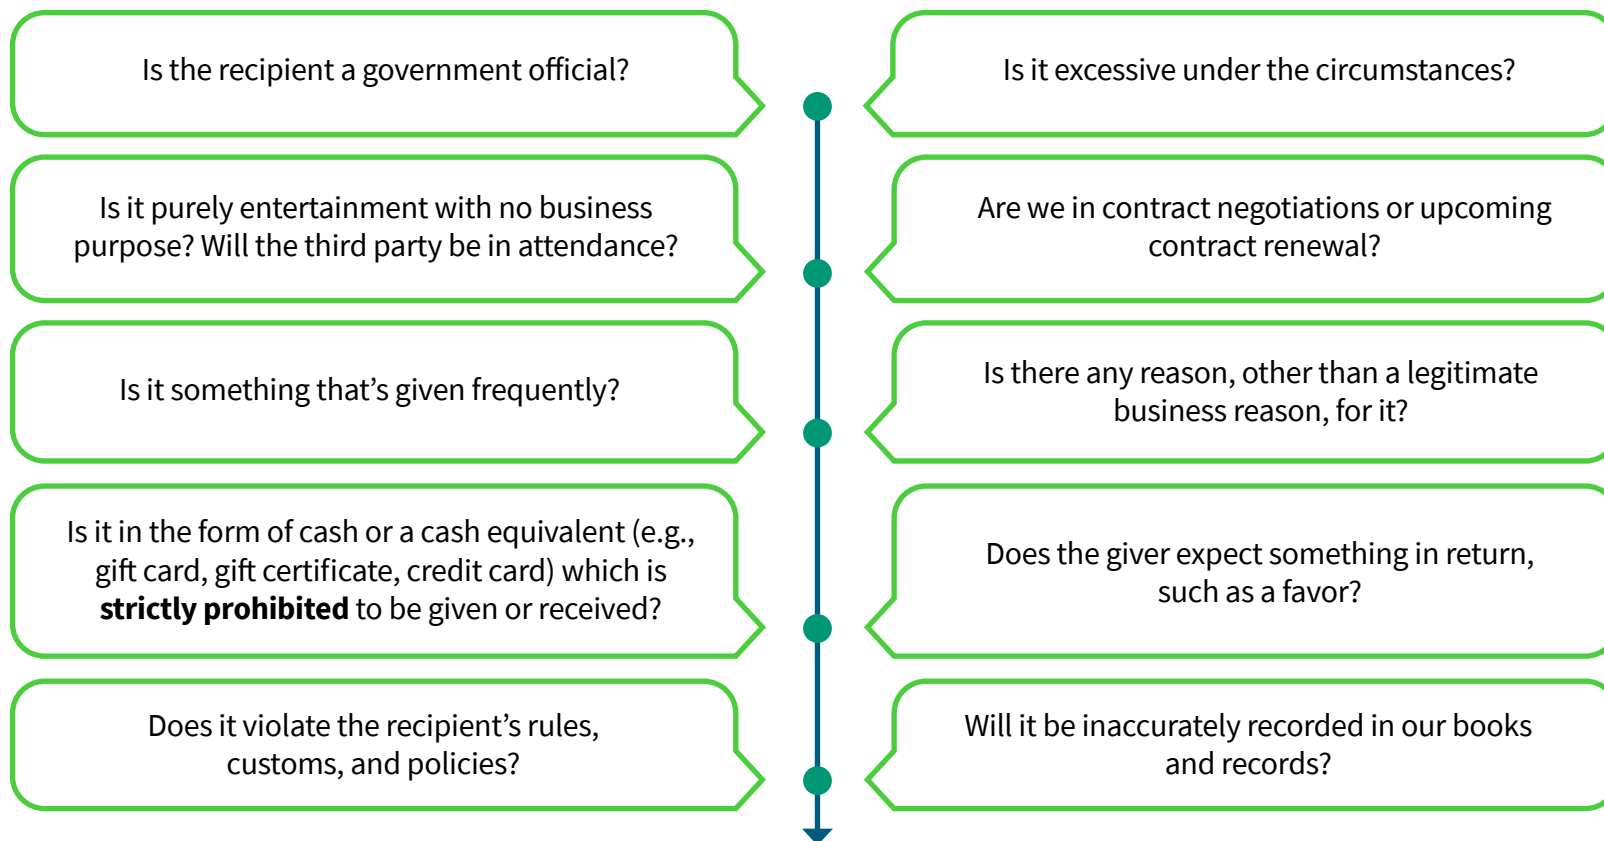 Is the recipient a government official?
Is it excessive under the circumstances?
Is it purely entertainment with no business
purpose? Will the third party be in attendance?
Are we in contract negotiations or upcoming
contract renewal?
Is it something that’s given frequently?
Is there any reason, other than a legitimate
business reason, for it?
Is it in the form of cash or a cash equivalent (e.g.,
gift card, gift certificate, credit card) which is
strictly prohibited to be given or received?
Does the giver expect something in return,
such as a favor?
Does it violate the recipient’s rules,
customs, and policies?
Will it be inaccurately recorded in our books
and records?